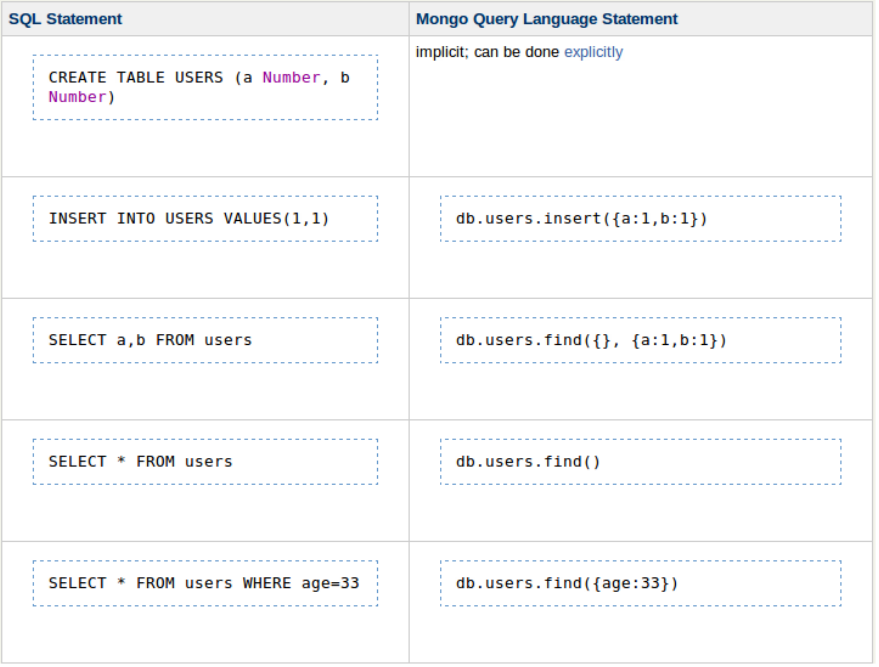 SQL Statement
Mongo Query Language Statement
CREATE TABLE USERS (a Number, b
Number)
implicit; can be done explicitly
INSERT INTO USERS VALUES(1,1)
db.users.insert({a:1,b:1})
SELECT a,b FROM users
db.users.find({}, {a:1,b:1})
SELECT * FROM users
db.users.find()
SELECT * FROM users WHERE age=33
db.users.find({age:33})